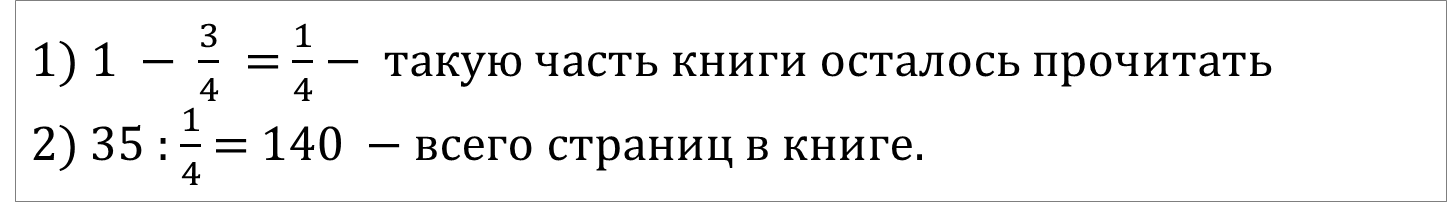 1) 1 − 3/4 = 1/4 − такую часть книги осталось прочитать
2) 35 : 1/4 = 140 − всего страниц в книге.